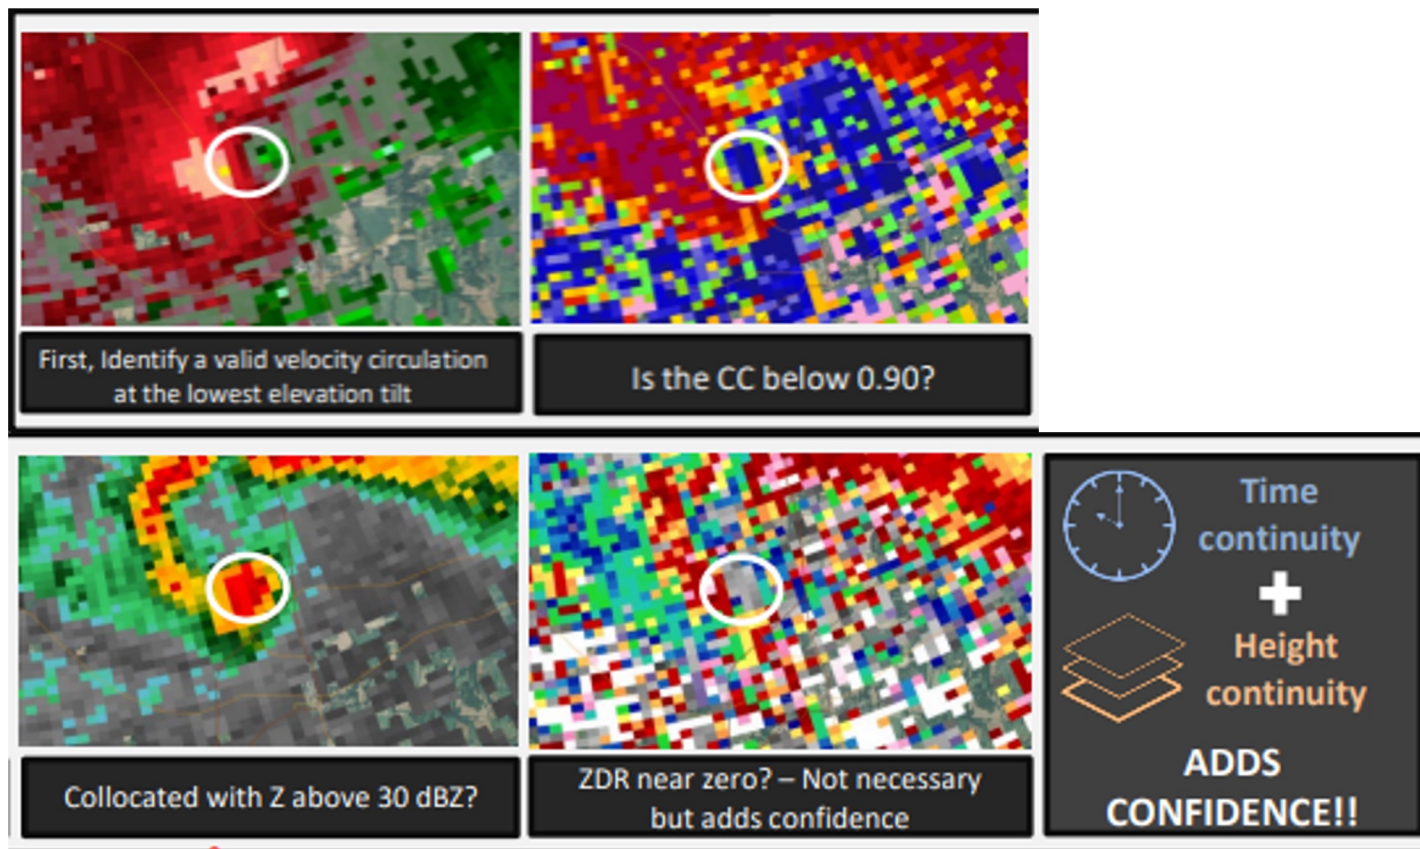 First, Identify a valid velocity circulation
at the lowest elevation tilt
Is the CC below 0.90?
Collocated with Z above 30 dBZ?
ZDR near zero? – Not necessary
but adds confidence
Time
continuity
Height
continuity
ADDS
CONFIDENCE!!